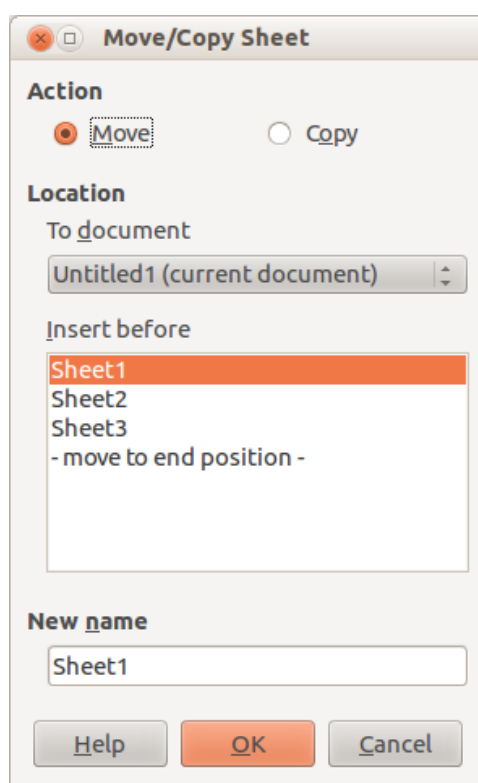 Move/Copy Sheet
Action
Move Copy
Location
To document
Untitled1 (current document)
Insert before
Sheet1
Sheet2
Sheet3
- move to end position -
New name
Sheet1
Help OK Cancel